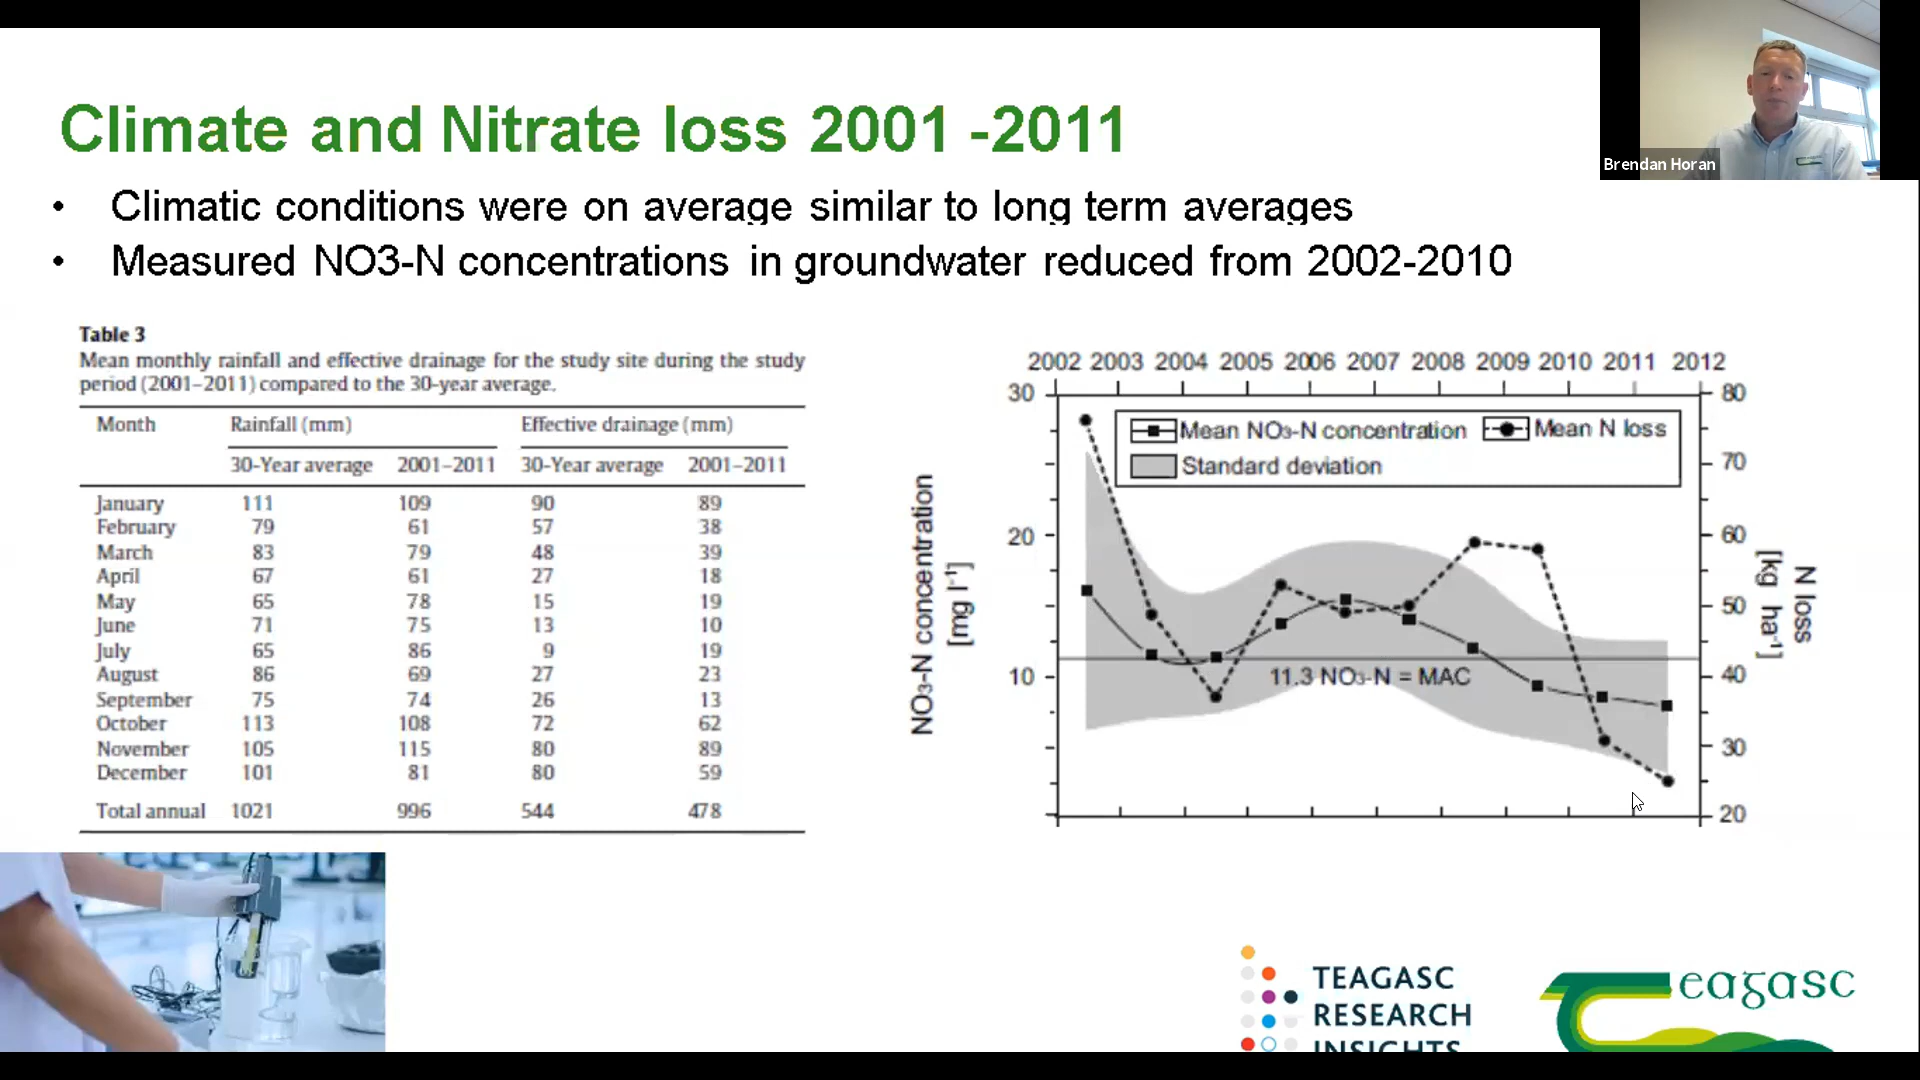 Climate and Nitrate loss 2001 -2011
• Climatic conditions were on average similar to long term averages
• Measured NO3-N concentrations in groundwater reduced from 2002-2010
Brendan Horan
Table 3
Mean monthly rainfall and effective drainage for the study site during the study
period (2001–2011) compared to the 30-year average.
Month Rainfall (mm) Effective drainage (mm)
30-Year average 2001–2011 30-Year average 2001–2011
January 111 109 90 89
February 79 61 57 38
March 83 79 48 39
April 67 61 27 18
May 65 78 15 19
June 71 75 13 10
July 65 86 9 19
August 86 69 27 23
September 75 74 26 13
October 113 108 72 62
November 105 115 80 89
December 101 81 80 59
Total annual 1021 996 544 478
2002 2003 2004 2005 2006 2007 2008 2009 2010 2011 2012
30 80
Mean NO₃-N concentration Mean N loss
Standard deviation
70
20 60
50
10 40
30
20
11.3 NO₃-N = MAC
NO₃-N concentration
[mg l⁻¹]
N loss
[kg ha⁻¹]
TEAGASC
RESEARCH
INSIGHTS
eagasc